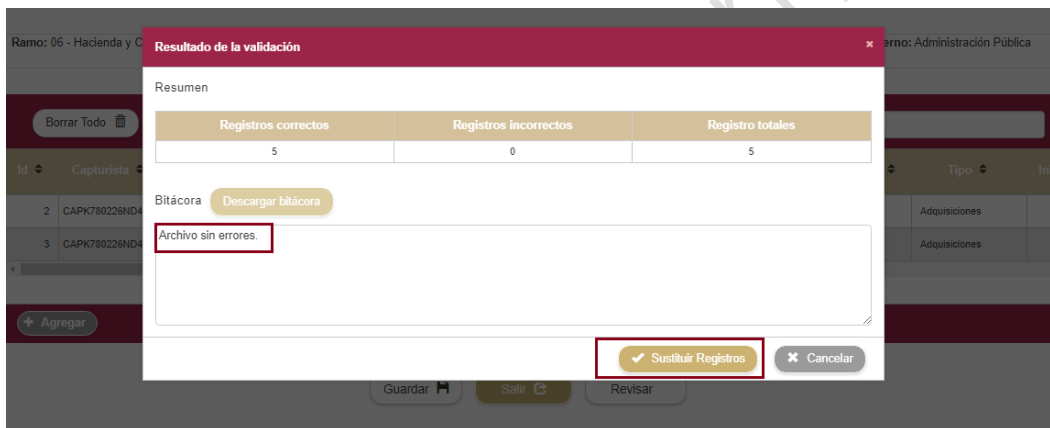 Ramo: 06 - Hacienda y C
erno: Administración Pública
Resultado de la validación
Resumen
Registros correctos Registros incorrectos Registro totales
5 0 5
Borrar Todo
Id Capturista Tipo In
Bitácora Descargar bitácora
2 CAPK780226ND4 Adquisiciones
Archivo sin errores.
3 CAPK780226ND4 Adquisiciones
+ Agregar
Sustituir Registros Cancelar
Guardar Salir Revisar